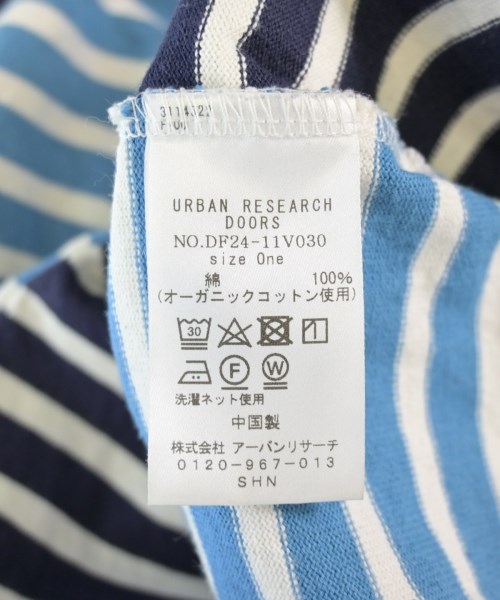 URBAN RESEARCH
DOORS
NO.DF24-11V030
size One
綿 100%
(オーガニックコットン使用)
30
F W
洗濯ネット使用
中国製
株式会社 アーバンリサーチ
0120-967-013
SHN